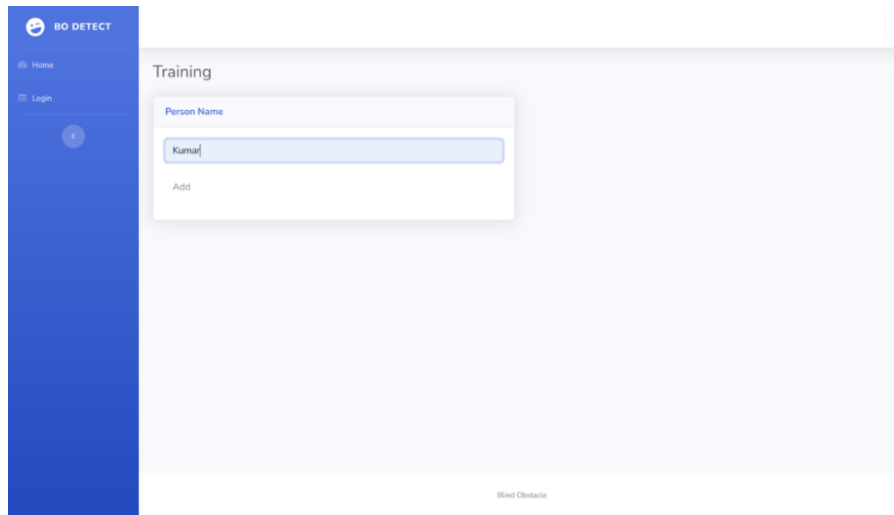 BO DETECT
Home
Login
Training
Person Name
Kumar
Add
Blind Obstacle